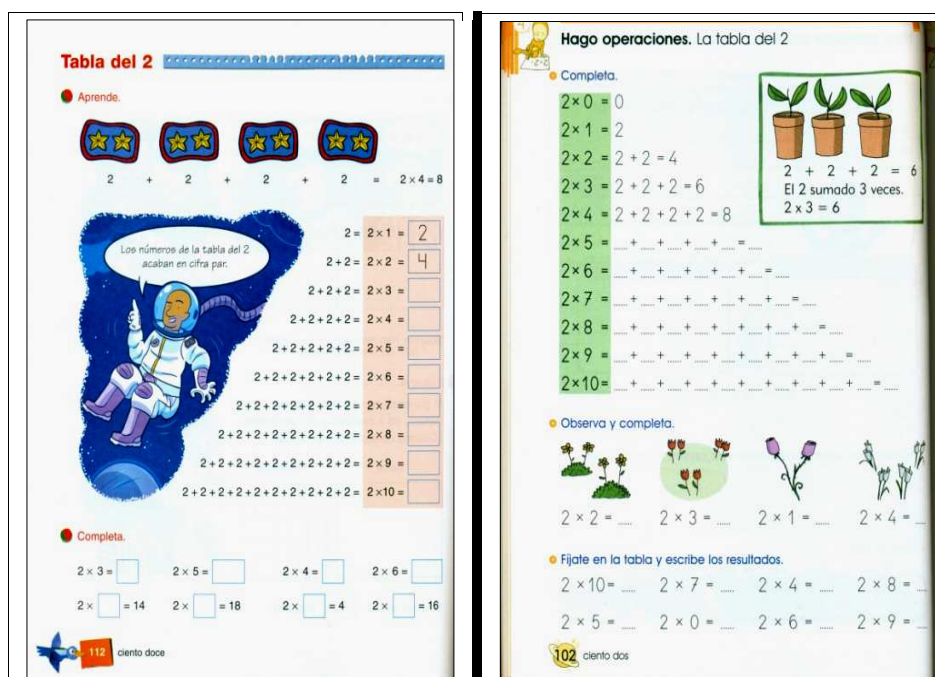 Tabla del 2
Aprende.
2 + 2 + 2 + 2 = 2 × 4 = 8
Los números de la tabla del 2
acaban en cifra par.
2 = 2 × 1 = 2
2 + 2 = 2 × 2 = 4
2 + 2 + 2 = 2 × 3 =
2 + 2 + 2 + 2 = 2 × 4 =
2 + 2 + 2 + 2 + 2 = 2 × 5 =
2 + 2 + 2 + 2 + 2 + 2 = 2 × 6 =
2 + 2 + 2 + 2 + 2 + 2 + 2 = 2 × 7 =
2 + 2 + 2 + 2 + 2 + 2 + 2 + 2 = 2 × 8 =
2 + 2 + 2 + 2 + 2 + 2 + 2 + 2 + 2 = 2 × 9 =
2 + 2 + 2 + 2 + 2 + 2 + 2 + 2 + 2 + 2 = 2 × 10 =
Completa.
2 × 3 = 2 × 5 = 2 × 4 = 2 × 6 =
2 × = 14 2 × = 18 2 × = 4 2 × = 16
112 ciento doce
Hago operaciones. La tabla del 2
Completa.
2 × 0 = 0
2 × 1 = 2
2 × 2 = 2 + 2 = 4
2 × 3 = 2 + 2 + 2 = 6
2 × 4 = 2 + 2 + 2 + 2 = 8
2 × 5 = ..... + ..... + ..... + ..... + ..... = .....
2 × 6 = ..... + ..... + ..... + ..... + ..... + ..... = .....
2 × 7 = ..... + ..... + ..... + ..... + ..... + ..... + ..... = .....
2 × 8 = ..... + ..... + ..... + ..... + ..... + ..... + ..... + ..... = .....
2 × 9 = ..... + ..... + ..... + ..... + ..... + ..... + ..... + ..... + ..... = .....
2 × 10 = ..... + ..... + ..... + ..... + ..... + ..... + ..... + ..... + ..... + ..... = .....
2 + 2 + 2 = 6
El 2 sumado 3 veces.
2 × 3 = 6
Observa y completa.
2 × 2 = ..... 2 × 3 = ..... 2 × 1 = ..... 2 × 4 = .....
Fíjate en la tabla y escribe los resultados.
2 × 10 = ..... 2 × 7 = ..... 2 × 4 = ..... 2 × 8 = .....
2 × 5 = ..... 2 × 0 = ..... 2 × 6 = ..... 2 × 9 = .....
102 ciento dos